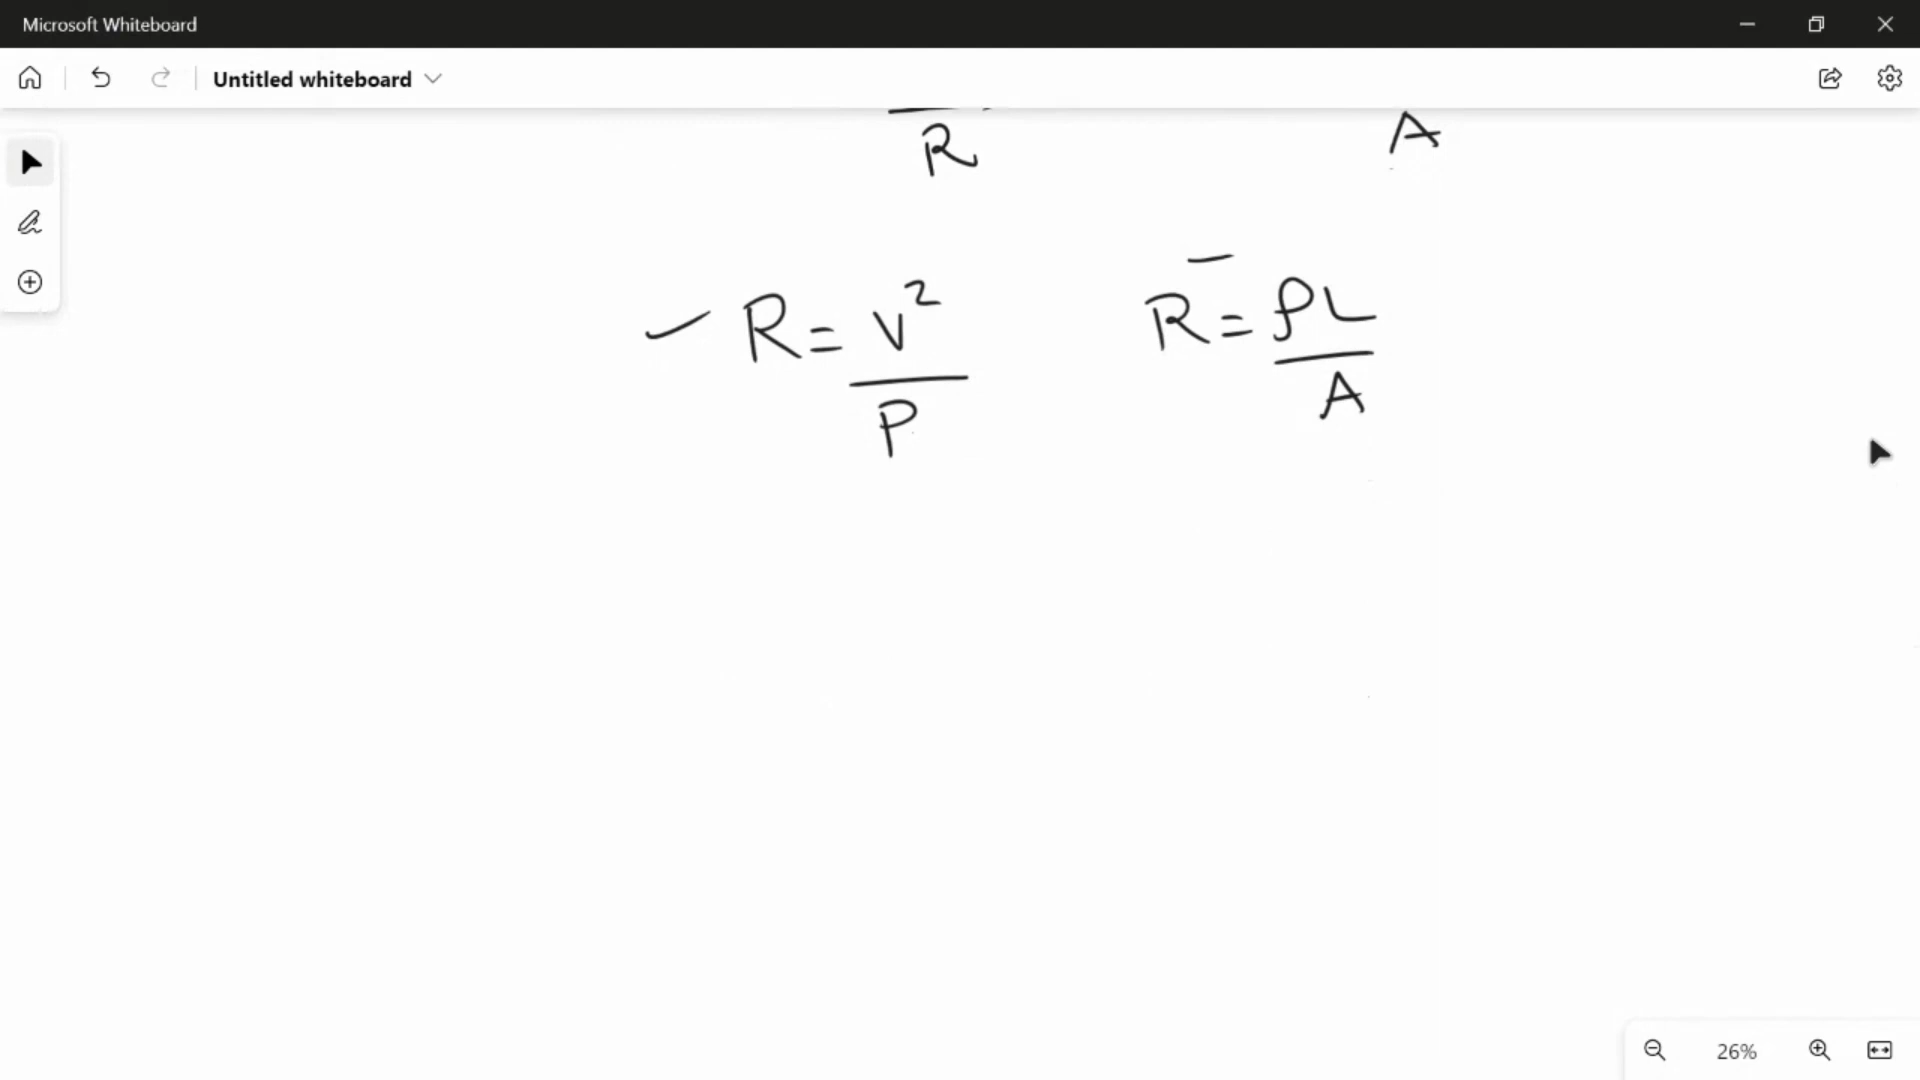 Microsoft Whiteboard
Untitled whiteboard
R
A
R = V²/P
R = ρL/A
26%